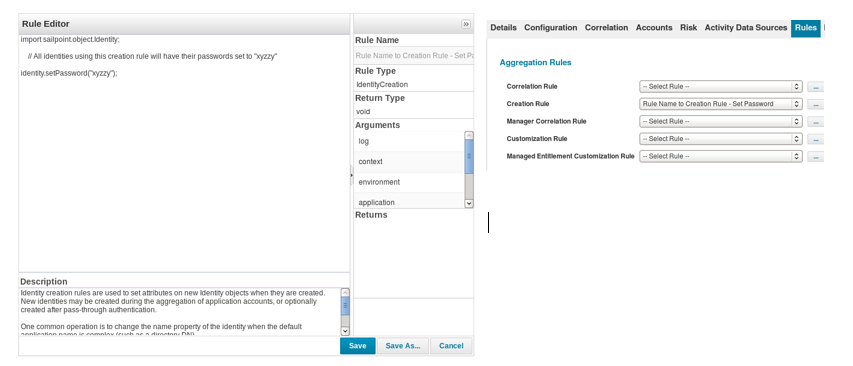 Rule Editor
import sailpoint.object.Identity;
// All identities using this creation rule will have their passwords set to "xyzzy"
identity.setPassword("xyzzy");
Description
Identity creation rules are used to set attributes on new Identity objects when they are created.
New identities may be created during the aggregation of application accounts, or optionally
created after pass-through authentication.
One common operation is to change the name property of the identity when the default
application name is complex (such as a directory DN)
Rule Name
Rule Name to Creation Rule - Set Pa
Rule Type
IdentityCreation
Return Type
void
Arguments
log
context
environment
application
Returns
Save
Save As...
Cancel
Details Configuration Correlation Accounts Risk Activity Data Sources Rules
Aggregation Rules
Correlation Rule -- Select Rule -- ...
Creation Rule Rule Name to Creation Rule - Set Password ...
Manager Correlation Rule -- Select Rule -- ...
Customization Rule -- Select Rule -- ...
Managed Entitlement Customization Rule -- Select Rule -- ...